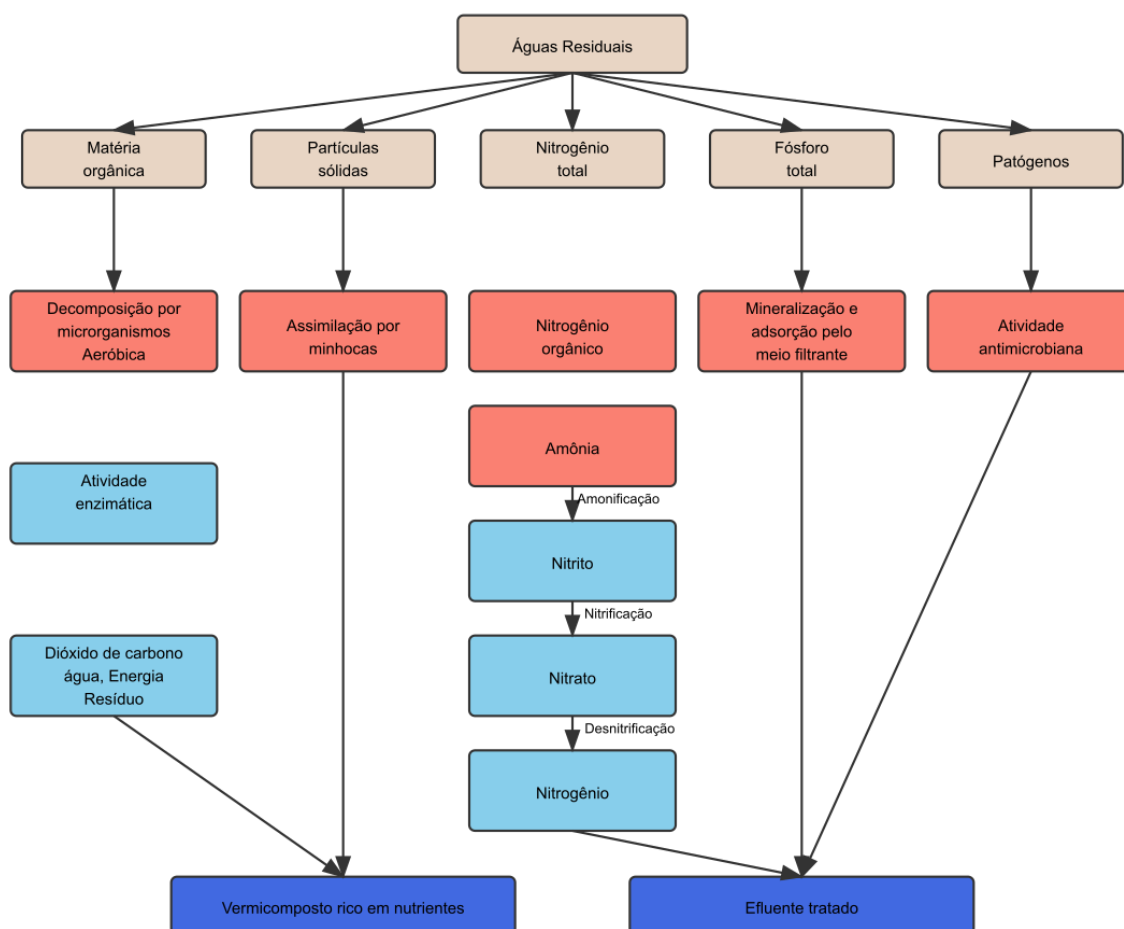 Águas Residuais
Matéria
orgânica
Partículas
sólidas
Nitrogênio
total
Fósforo
total
Patógenos
Decomposição por
microrganismos
Aeróbica
Assimilação por
minhocas
Nitrogênio
orgânico
Mineralização e
adsorção pelo
meio filtrante
Atividade
antimicrobiana
Amônia
Atividade
enzimática
Amonificação
Nitrito
Nitrificação
Dióxido de carbono
água, Energia
Resíduo
Nitrato
Desnitrificação
Nitrogênio
Vermicomposto rico em nutrientes
Efluente tratado